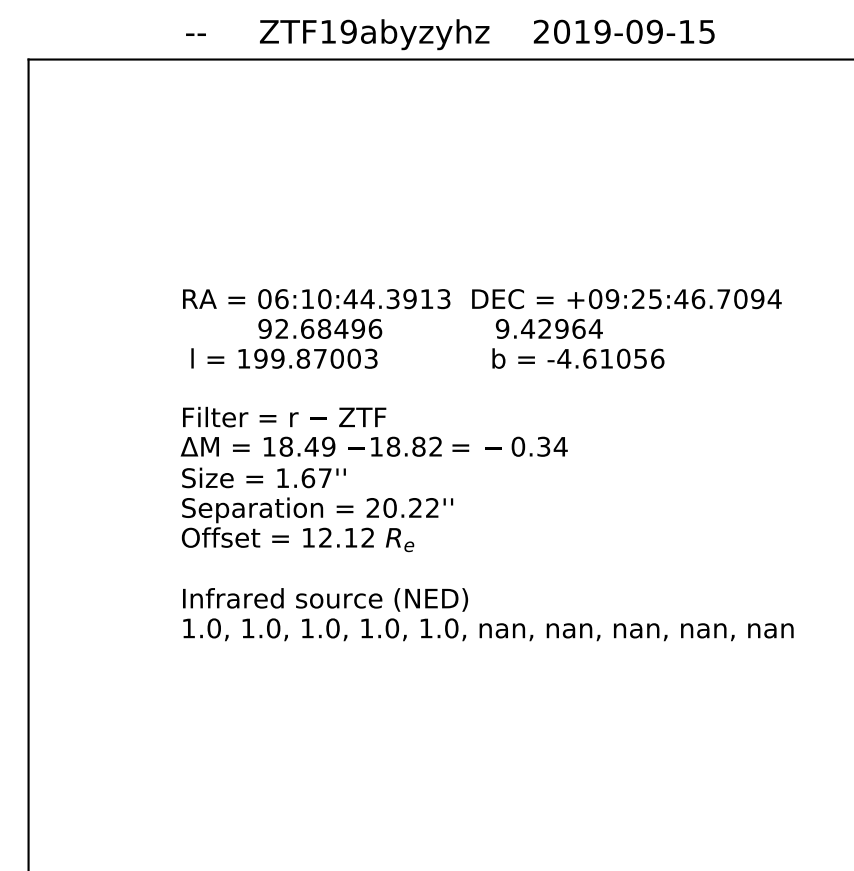 -- ZTF19abyzyhz 2019-09-15
RA = 06:10:44.3913 DEC = +09:25:46.7094
92.68496 9.42964
l = 199.87003 b = -4.61056
Filter = r − ZTF
ΔM = 18.49 −18.82 = − 0.34
Size = 1.67''
Separation = 20.22''
Offset = 12.12 Rₑ
Infrared source (NED)
1.0, 1.0, 1.0, 1.0, 1.0, nan, nan, nan, nan, nan